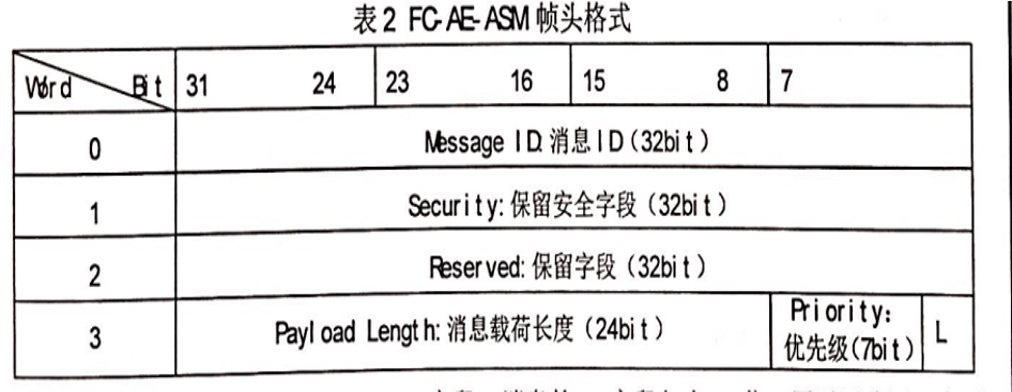 表2 FC-AE-ASM 帧头格式
Word Bit 31 24 23 16 15 8 7
0 Message ID:消息ID(32bit)
1 Security:保留安全字段(32bit)
2 Reserved:保留字段(32bit)
3 Payload Length:消息载荷长度(24bit) Priority: L
优先级(7bit)